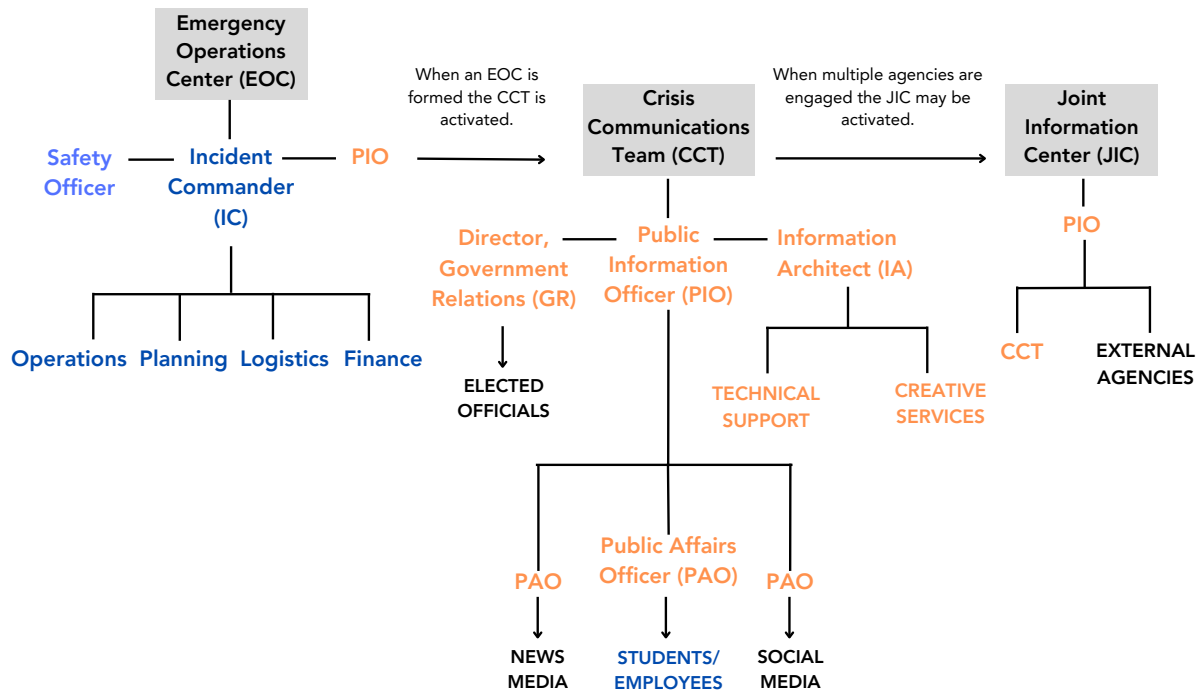 Emergency
Operations
Center (EOC)
When an EOC is
formed the CCT is
activated.
When multiple agencies are
engaged the JIC may be
activated.
Crisis
Communications
Team (CCT)
Joint
Information
Center (JIC)
Safety
Officer
Incident
Commander
(IC)
PIO
Director,
Government
Relations (GR)
Public
Information
Officer (PIO)
Information
Architect (IA)
PIO
Operations
Planning
Logistics
Finance
ELECTED
OFFICIALS
TECHNICAL
SUPPORT
CREATIVE
SERVICES
CCT
EXTERNAL
AGENCIES
PAO
Public Affairs
Officer (PAO)
PAO
NEWS
MEDIA
STUDENTS/
EMPLOYEES
SOCIAL
MEDIA